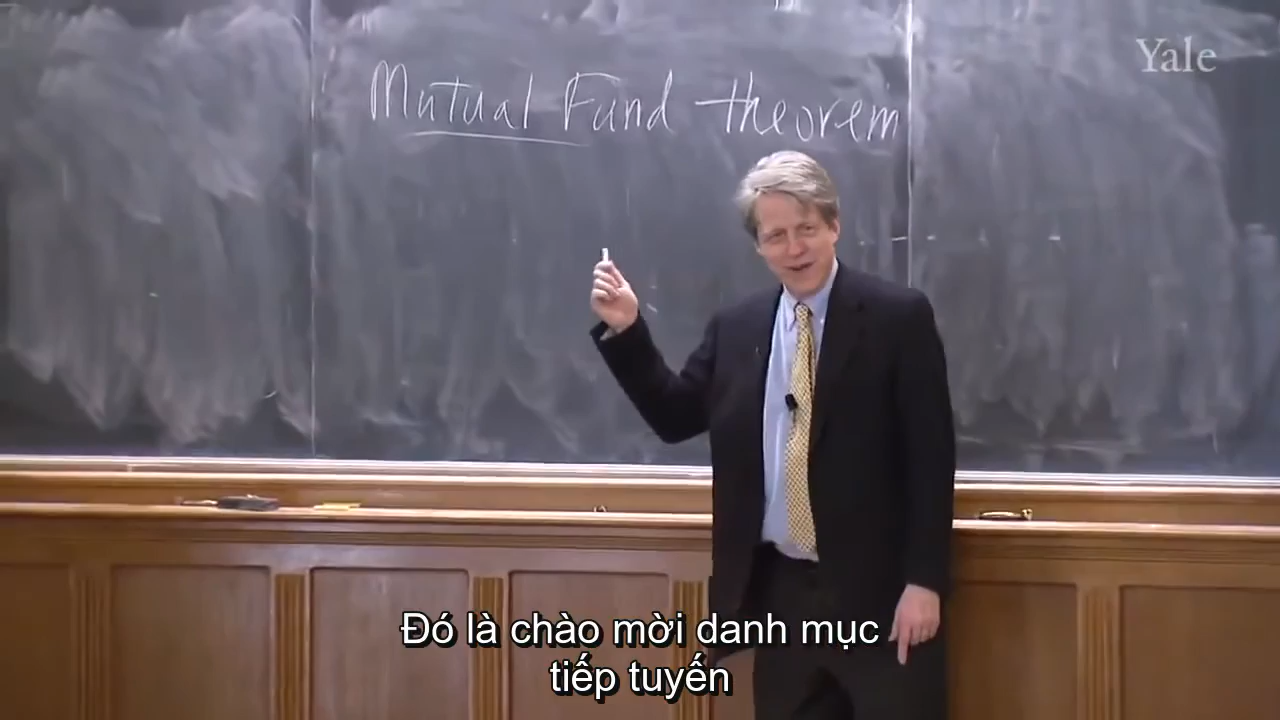 Yale
Mutual Fund theorem
Đó là chào mời danh mục
tiếp tuyến